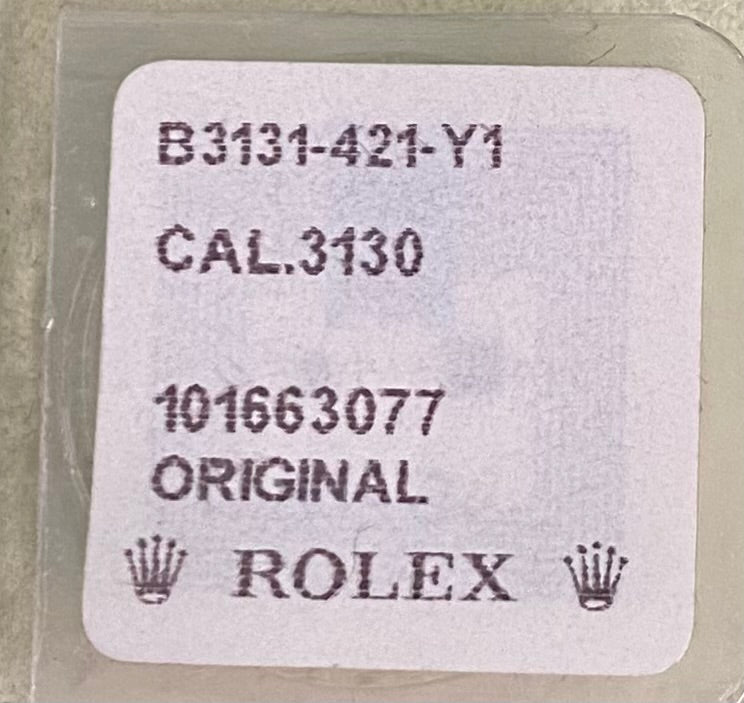 B3131-421-Y1
CAL.3130
101663077
ORIGINAL
ROLEX